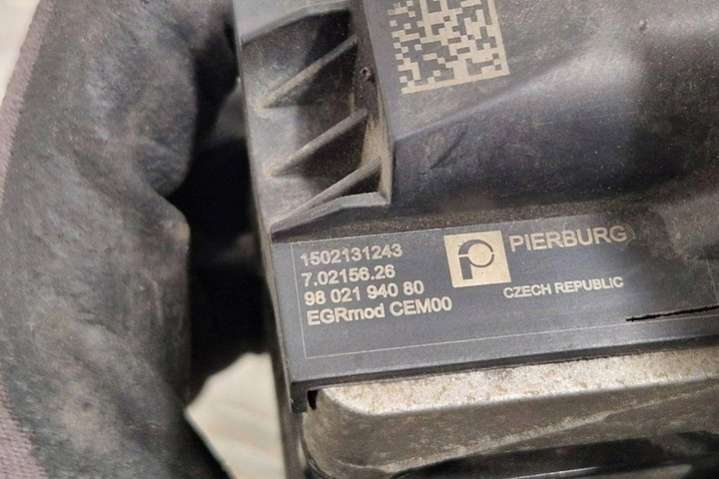 1502131243
7.02156.26
98 021 940 80
EGRmod CEM00
PIERBURG
CZECH REPUBLIC